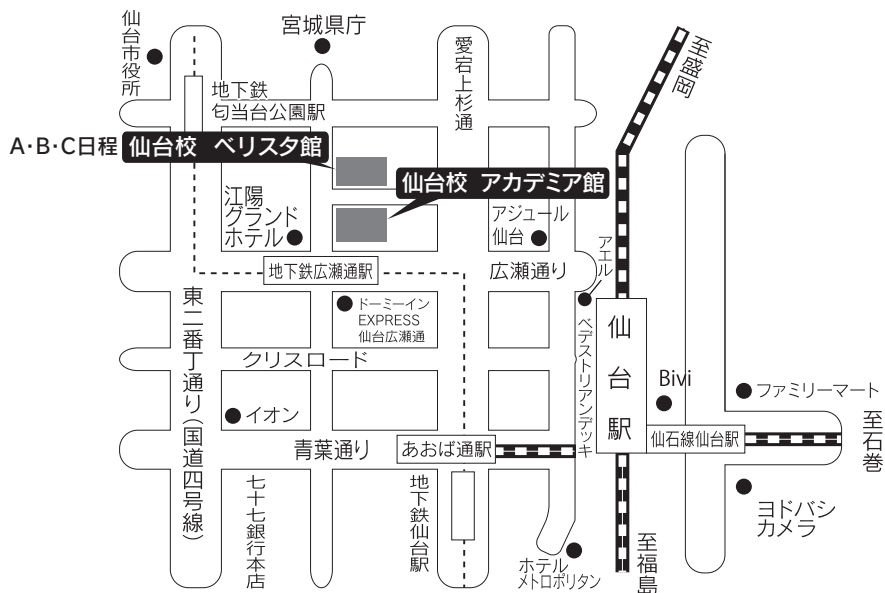 仙台市役所
宮城県庁
愛宕上杉通
至盛岡
地下鉄
勾当台公園駅
A・B・C日程
仙台校 ベリスタ館
仙台校 アカデミア館
江陽
グランド
ホテル
アジュール
仙台
アエル
地下鉄広瀬通駅
広瀬通り
ドーミーイン
EXPRESS
仙台広瀬通
東二番丁通り(国道四号線)
クリスロード
ペデストリアンデッキ
仙台駅
Bivi
ファミリーマート
イオン
青葉通り
あおば通駅
仙石線仙台駅
至石巻
七十七銀行本店
地下鉄仙台駅
ヨドバシ
カメラ
ホテル
メトロポリタン
至福島